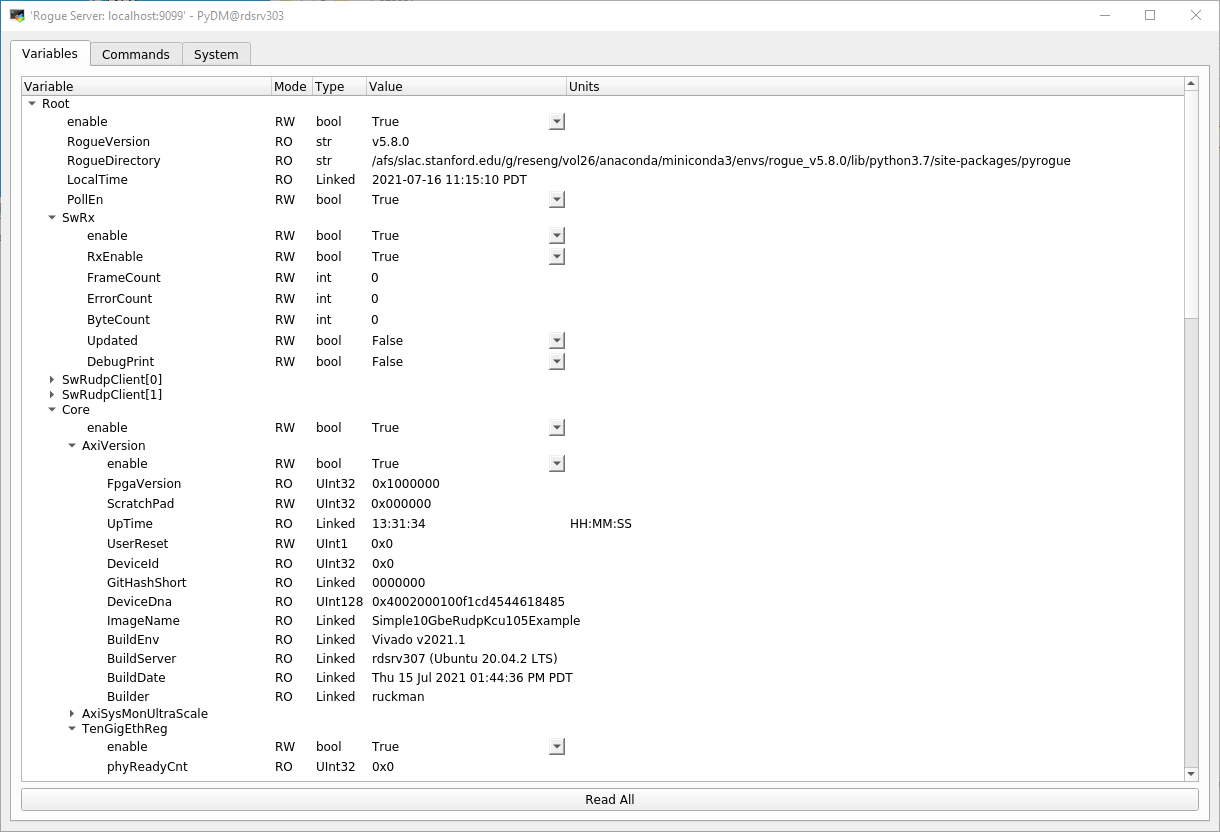 'Rogue Server: localhost:9099' - PyDM@rdsrv303
Variables Commands System
Variable Mode Type Value Units
Root
enable RW bool True
RogueVersion RO str v5.8.0
RogueDirectory RO str /afs/slac.stanford.edu/g/reseng/vol26/anaconda/miniconda3/envs/rogue_v5.8.0/lib/python3.7/site-packages/pyrogue
LocalTime RO Linked 2021-07-16 11:15:10 PDT
PollEn RW bool True
SwRx
enable RW bool True
RxEnable RW bool True
FrameCount RW int 0
ErrorCount RW int 0
ByteCount RW int 0
Updated RW bool False
DebugPrint RW bool False
SwRudpClient[0]
SwRudpClient[1]
Core
enable RW bool True
AxiVersion
enable RW bool True
FpgaVersion RO UInt32 0x1000000
ScratchPad RW UInt32 0x000000
UpTime RO Linked 13:31:34 HH:MM:SS
UserReset RW UInt1 0x0
DeviceId RO UInt32 0x0
GitHashShort RO Linked 0000000
DeviceDna RO UInt128 0x4002000100f1cd4544618485
ImageName RO Linked Simple10GbeRudpKcu105Example
BuildEnv RO Linked Vivado v2021.1
BuildServer RO Linked rdsrv307 (Ubuntu 20.04.2 LTS)
BuildDate RO Linked Thu 15 Jul 2021 01:44:36 PM PDT
Builder RO Linked ruckman
AxiSysMonUltraScale
TenGigEthReg
enable RW bool True
phyReadyCnt RO UInt32 0x0
Read All